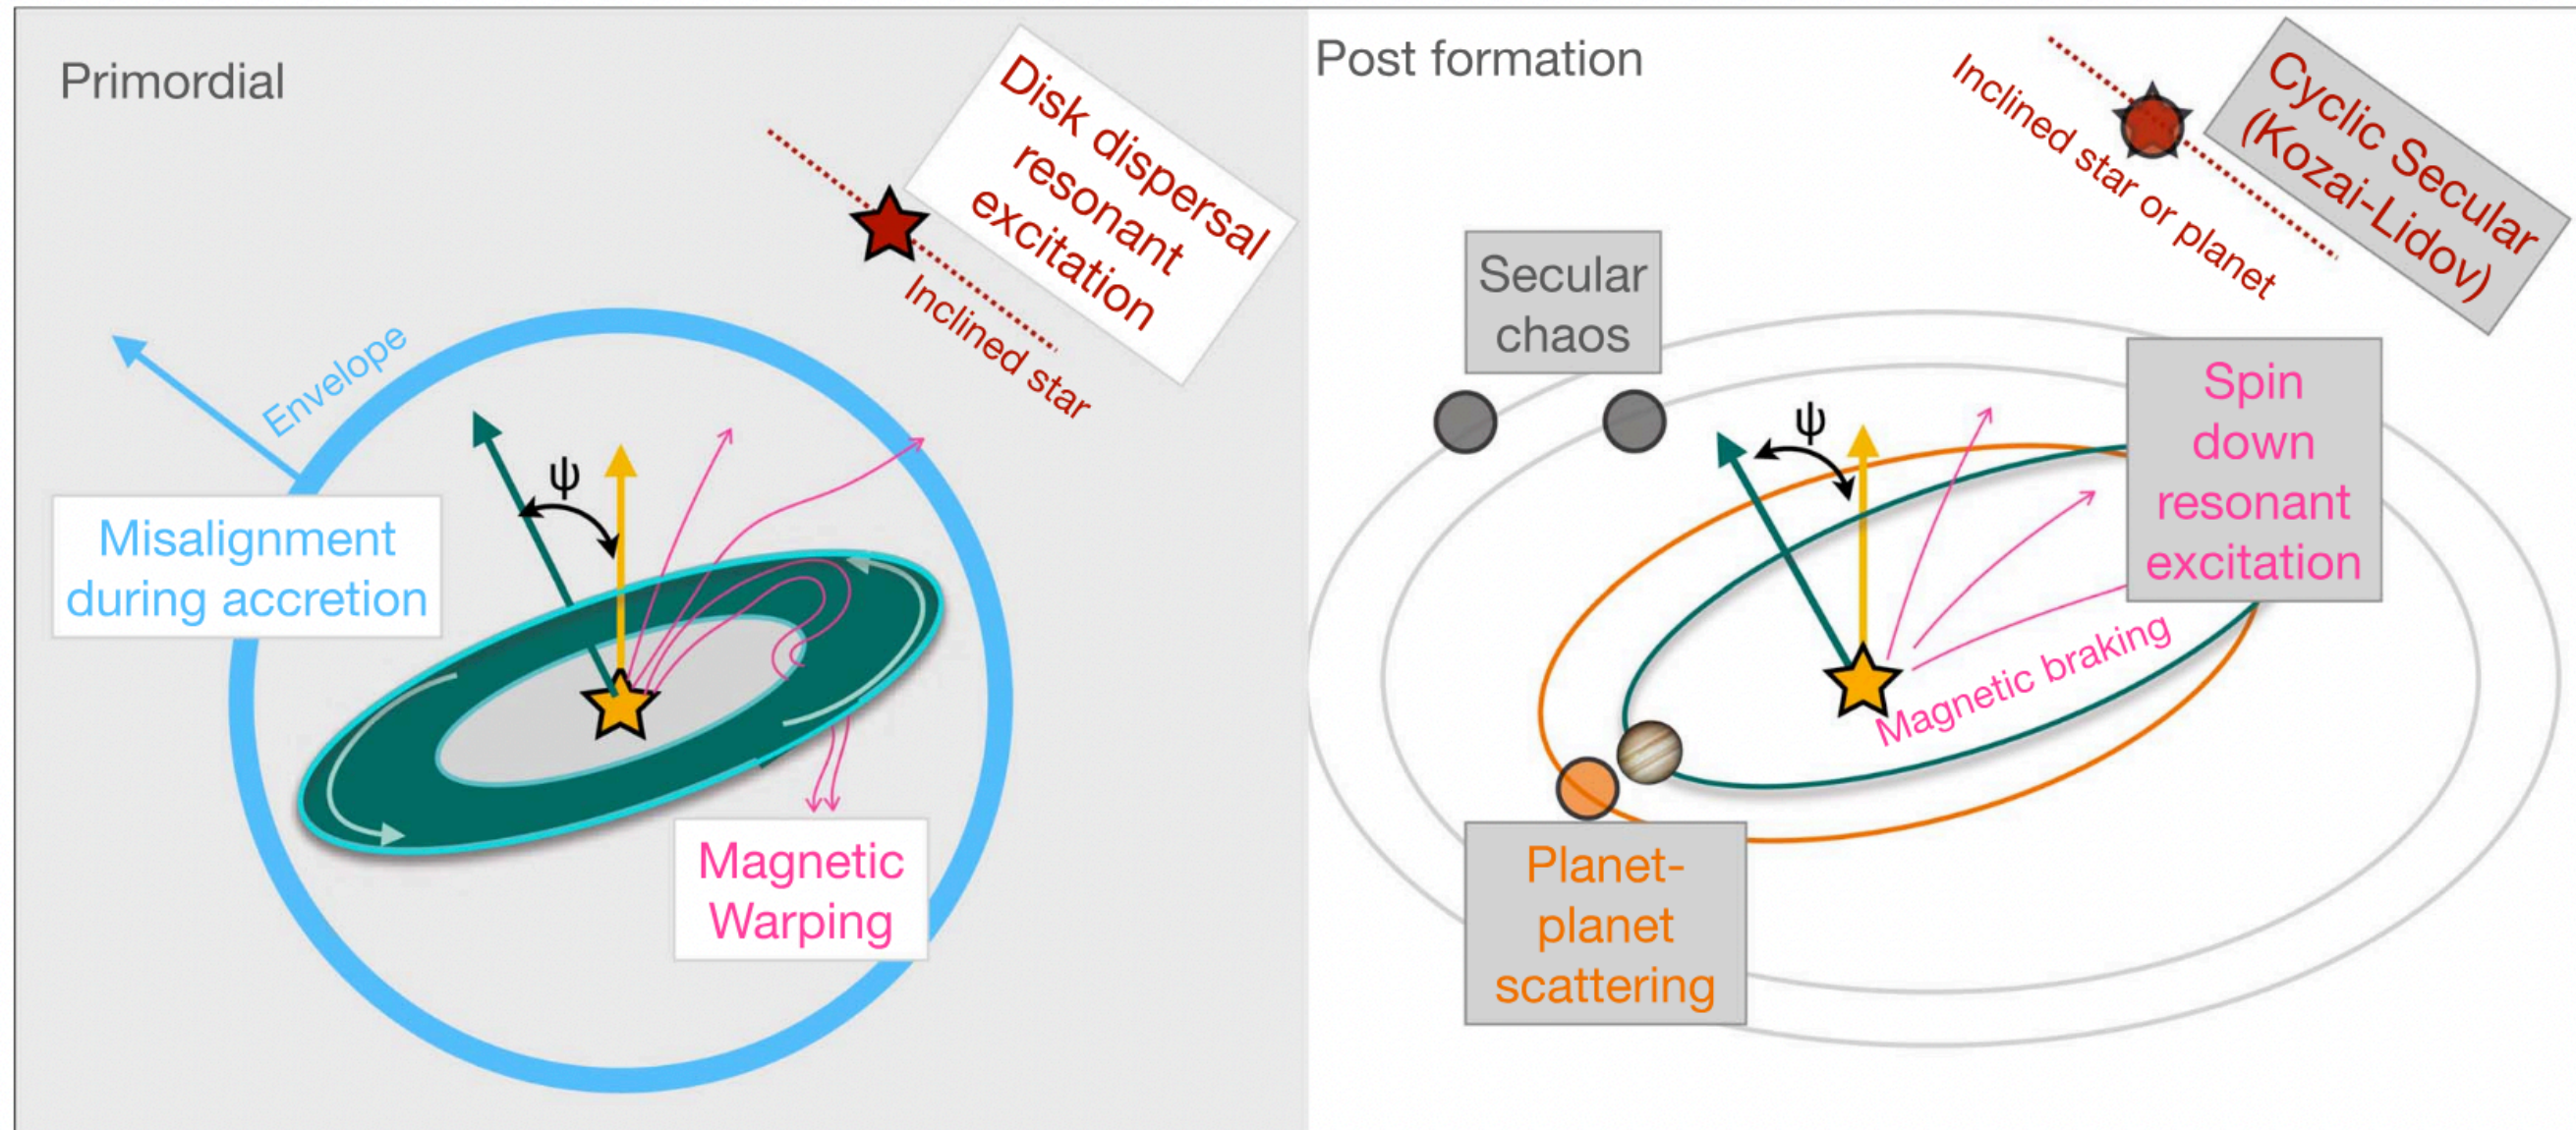 Primordial
Disk dispersal
resonant
excitation
Inclined star
Envelope
ψ
Misalignment
during accretion
Magnetic
Warping
Post formation
Inclined star or planet
Cyclic Secular
(Kozai-Lidov)
Secular
chaos
ψ
Spin
down
resonant
excitation
Magnetic braking
Planet-
planet
scattering